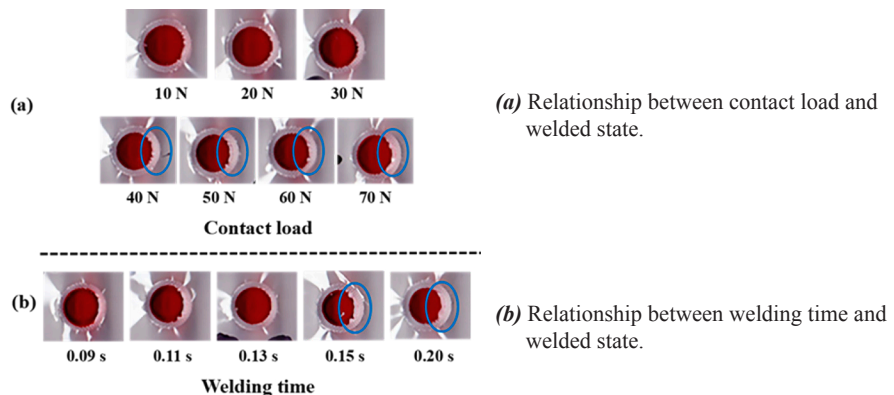 10 N 20 N 30 N
(a)
40 N 50 N 60 N 70 N
Contact load
(a) Relationship between contact load and
welded state.
(b)
0.09 s 0.11 s 0.13 s 0.15 s 0.20 s
Welding time
(b) Relationship between welding time and
welded state.